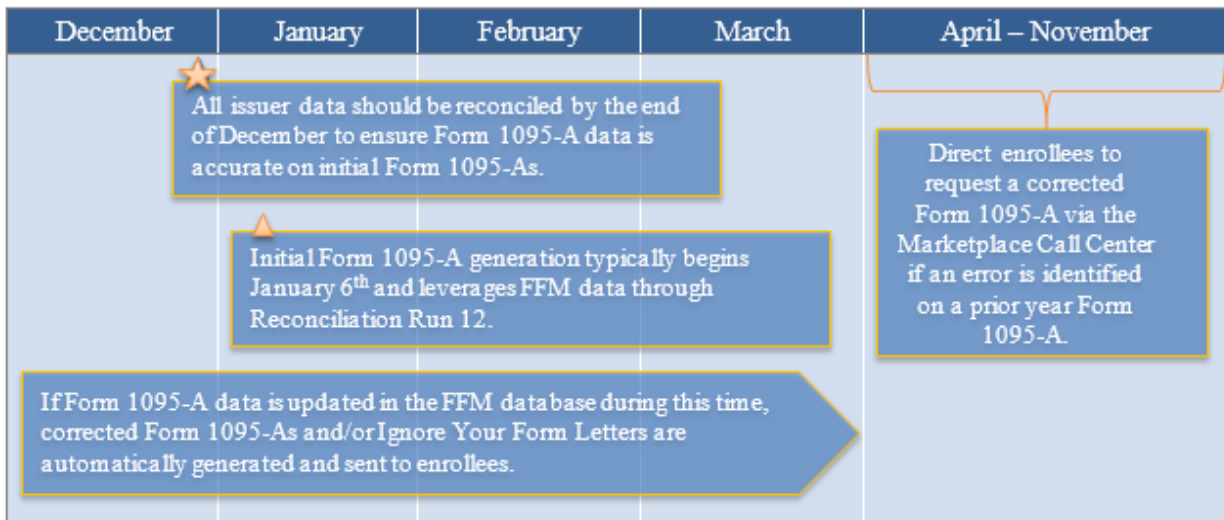 December January February March April – November
All issuer data should be reconciled by the end
of December to ensure Form 1095-A data is
accurate on initial Form 1095-As.
Initial Form 1095-A generation typically begins
January 6th and leverages FFM data through
Reconciliation Run 12.
If Form 1095-A data is updated in the FFM database during this time,
corrected Form 1095-As and/or Ignore Your Form Letters are
automatically generated and sent to enrollees.
Direct enrollees to
request a corrected
Form 1095-A via the
Marketplace Call Center
if an error is identified
on a prior year Form
1095-A.